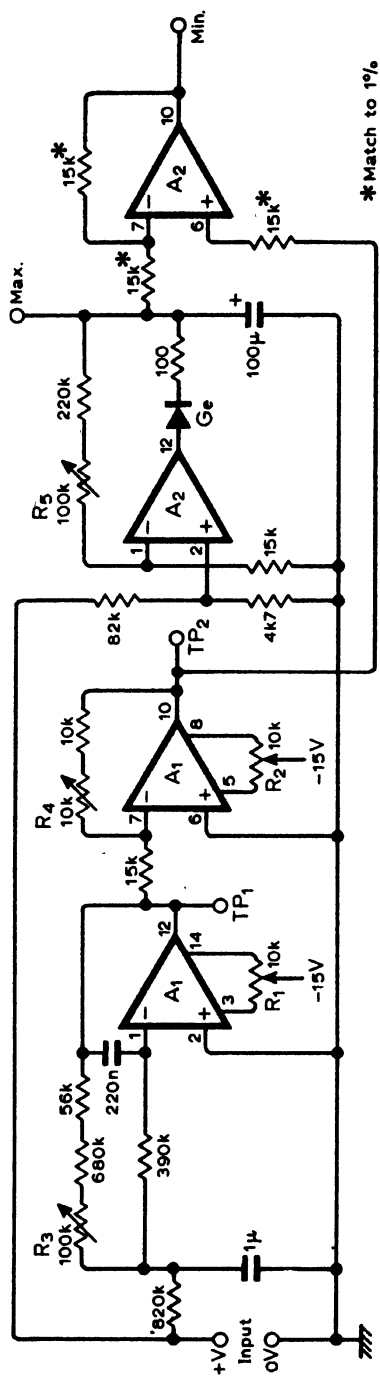 +V
Input
0V
820k
1μ
R3
100k
680k
56k
220n
390k
1
2
A1
12
3
14
10k
R1
-15V
TP1
15k
R4
10k
10k
7
6
A1
10
5
8
10k
R2
-15V
TP2
82k
4k7
R5
100k
220k
1
2
A2
12
Ge
100
15k
Max.
+
100μ
15k*
15k*
7
6
A2
10
15k*
Min.
*Match to 1%